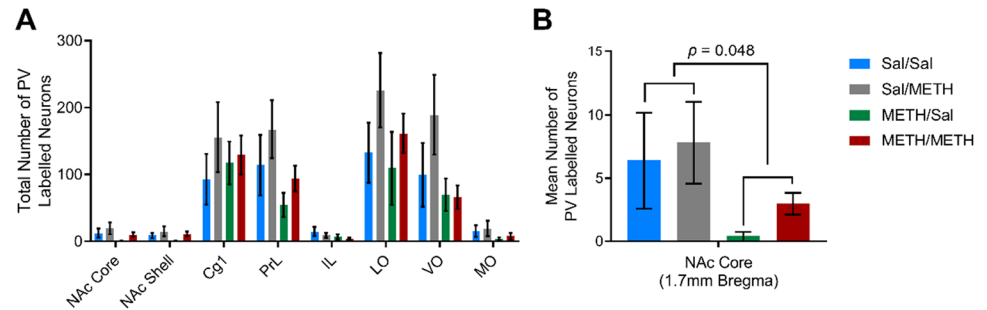 A
Total Number of PV
Labelled Neurons
300
200
100
0
NAc Core
NAc Shell
Cg1
PrL
IL
LO
VO
MO
B
Mean Number of
PV Labelled Neurons
15
10
5
0
p = 0.048
NAc Core
(1.7mm Bregma)
Sal/Sal
Sal/METH
METH/Sal
METH/METH